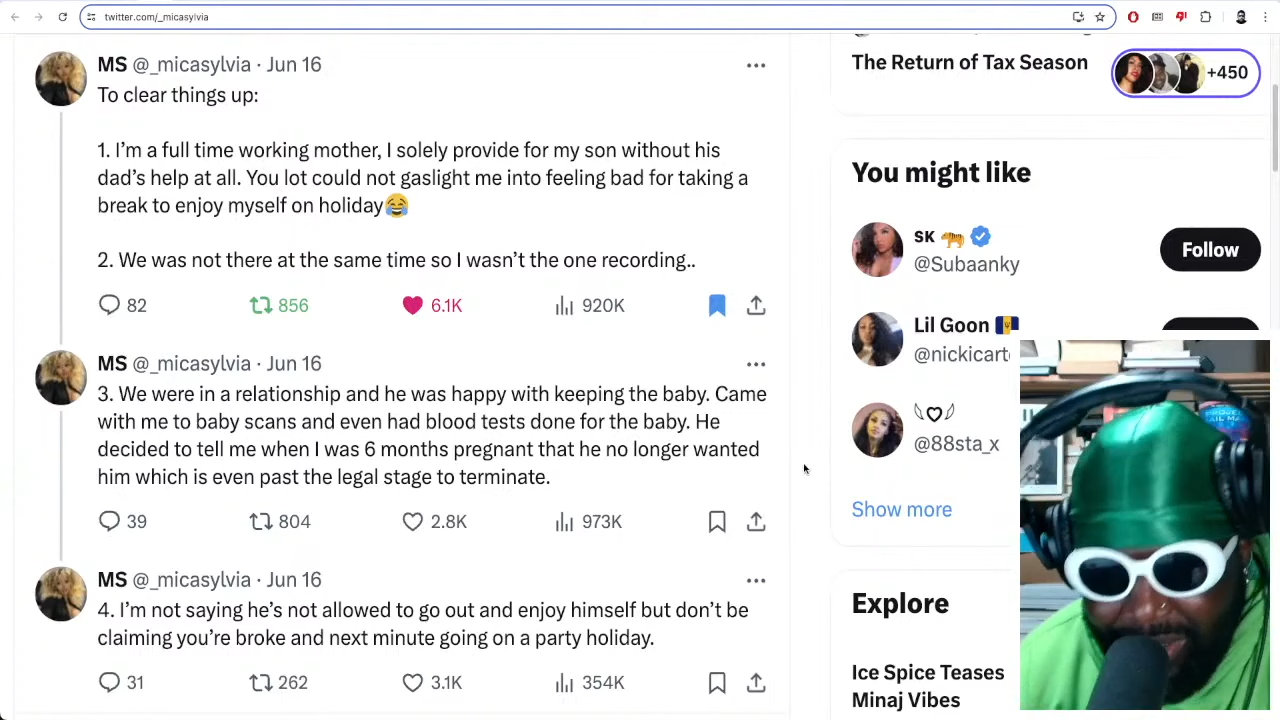 twitter.com/_micasylvia
MS @_micasylvia · Jun 16
To clear things up:
1. I'm a full time working mother, I solely provide for my son without his
dad's help at all. You lot could not gaslight me into feeling bad for taking a
break to enjoy myself on holiday😂
2. We was not there at the same time so I wasn't the one recording..
82 856 6.1K 920K
MS @_micasylvia · Jun 16
3. We were in a relationship and he was happy with keeping the baby. Came
with me to baby scans and even had blood tests done for the baby. He
decided to tell me when I was 6 months pregnant that he no longer wanted
him which is even past the legal stage to terminate.
39 804 2.8K 973K
MS @_micasylvia · Jun 16
4. I'm not saying he's not allowed to go out and enjoy himself but don't be
claiming you're broke and next minute going on a party holiday.
31 262 3.1K 354K
The Return of Tax Season
+450
You might like
SK 🐅
@Subaanky
Follow
Lil Goon 🇧🇧
@nickicart
@88sta_x
Show more
Explore
Ice Spice Teases
Minaj Vibes